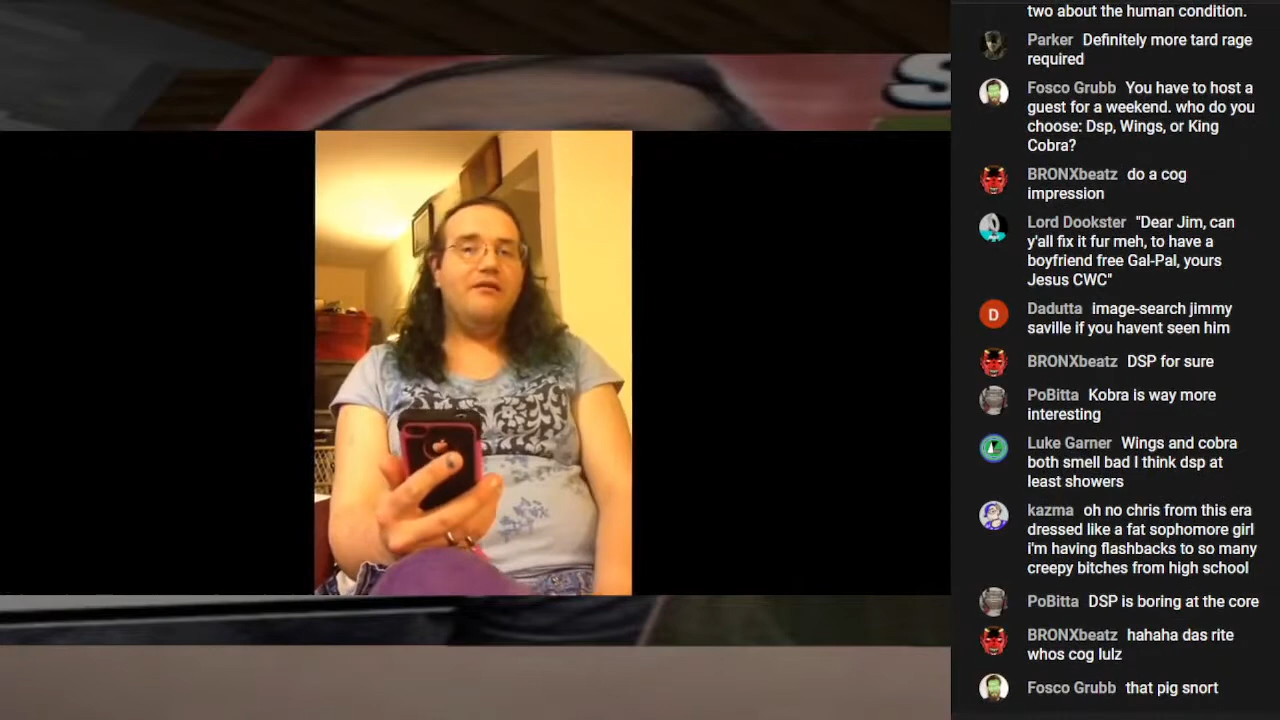 two about the human condition.
Parker Definitely more tard rage
required
Fosco Grubb You have to host a
guest for a weekend. who do you
choose: Dsp, Wings, or King
Cobra?
BRONXbeatz do a cog
impression
Lord Dookster "Dear Jim, can
y'all fix it fur meh, to have a
boyfriend free Gal-Pal, yours
Jesus CWC"
D
Dadutta image-search jimmy
saville if you havent seen him
BRONXbeatz DSP for sure
PoBitta Kobra is way more
interesting
Luke Garner Wings and cobra
both smell bad I think dsp at
least showers
kazma oh no chris from this era
dressed like a fat sophomore girl
i'm having flashbacks to so many
creepy bitches from high school
PoBitta DSP is boring at the core
BRONXbeatz hahaha das rite
whos cog lulz
Fosco Grubb that pig snort